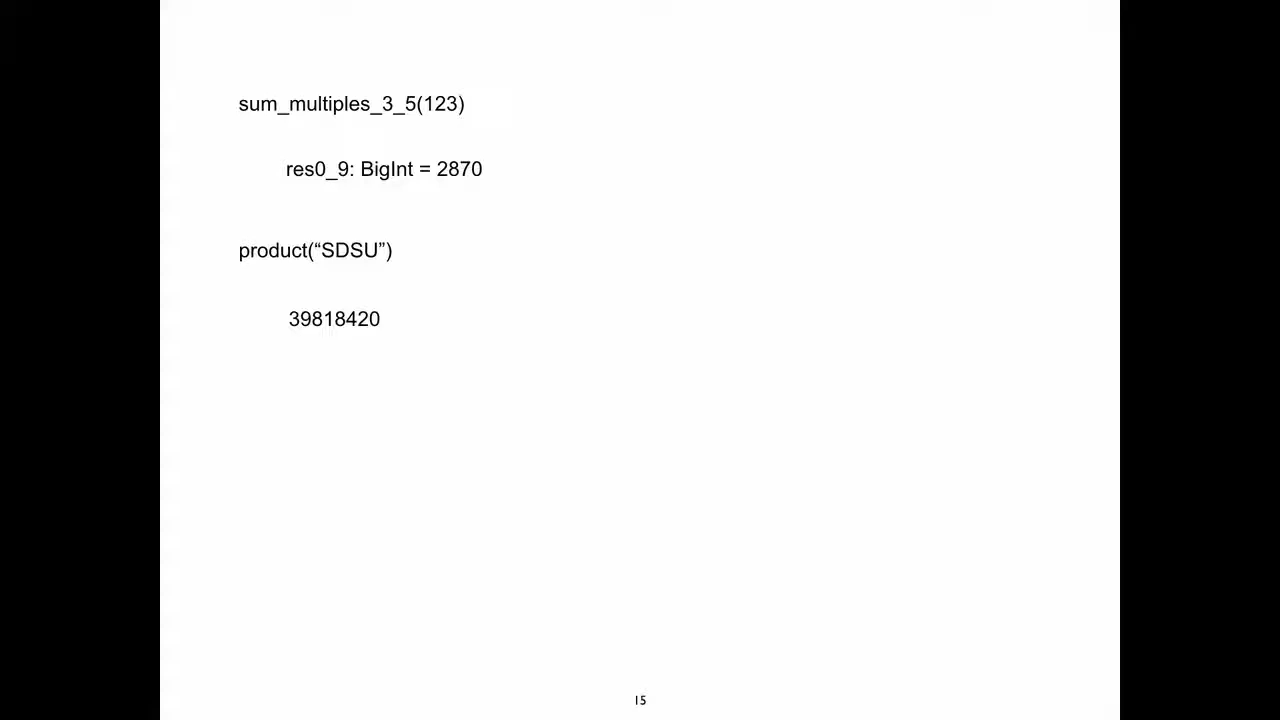 sum_multiples_3_5(123)
res0_9: BigInt = 2870
product(“SDSU”)
39818420
15